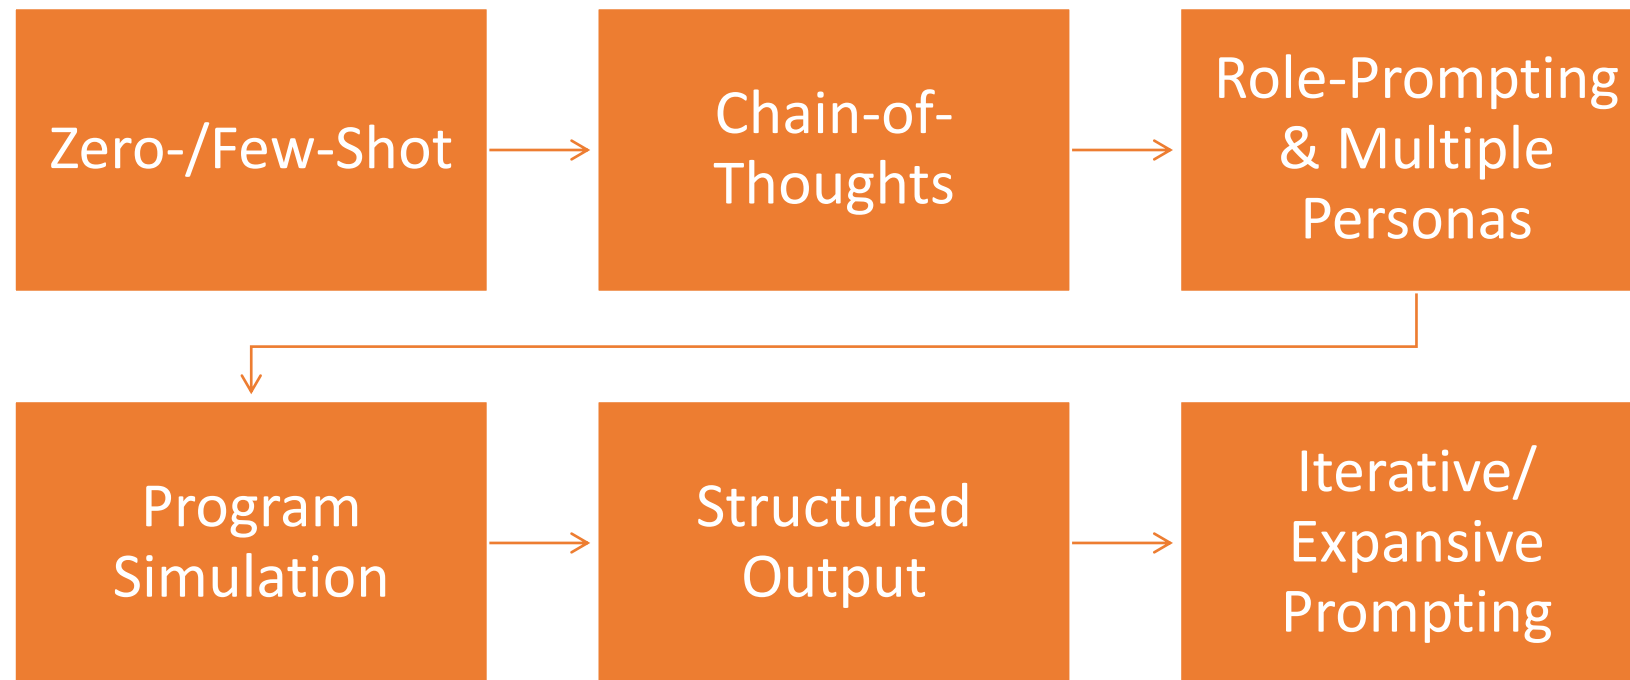 Zero-/Few-Shot
Chain-of-
Thoughts
Role-Prompting
& Multiple
Personas
Program
Simulation
Structured
Output
Iterative/
Expansive
Prompting